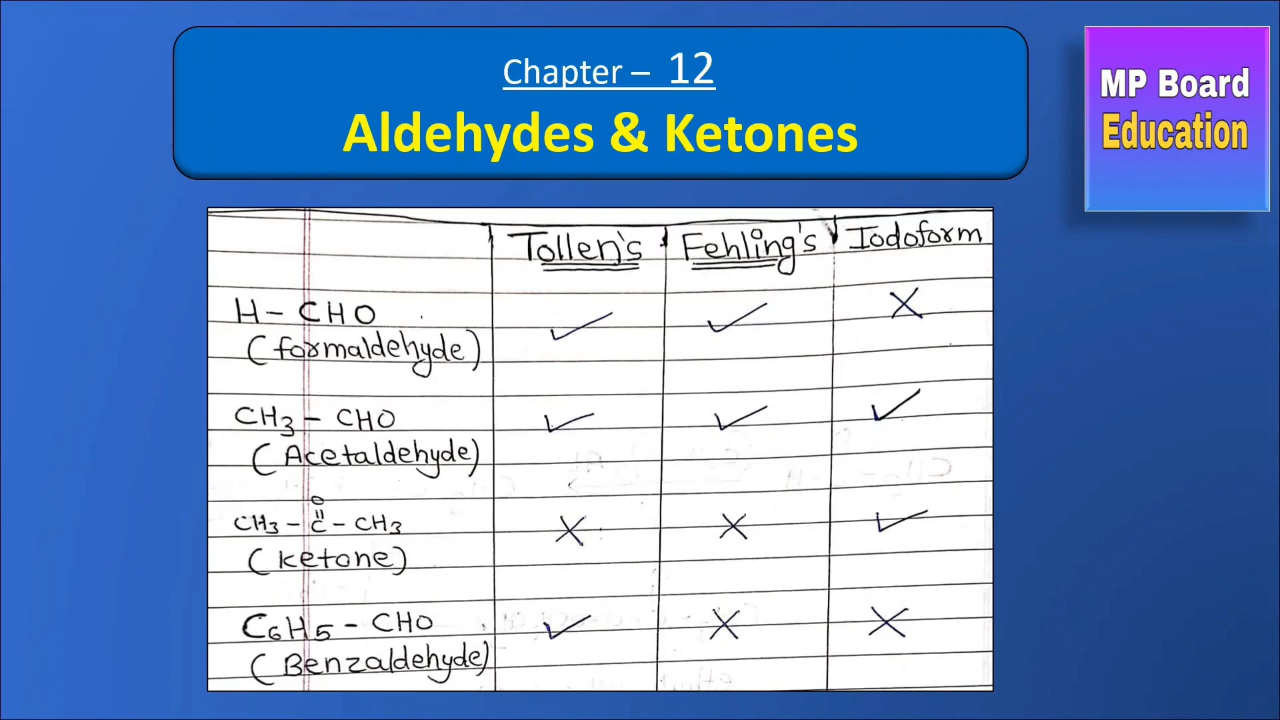 Chapter – 12
Aldehydes & Ketones
MP Board
Education
Tollen's Fehling's Iodoform
H – CHO ✓ ✓ ✗
(formaldehyde)
CH₃ – CHO ✓ ✓ ✓
(Acetaldehyde)
O
||
CH₃ – C – CH₃ ✗ ✗ ✓
(ketone)
C₆H₅ – CHO ✓ ✗ ✗
(Benzaldehyde)